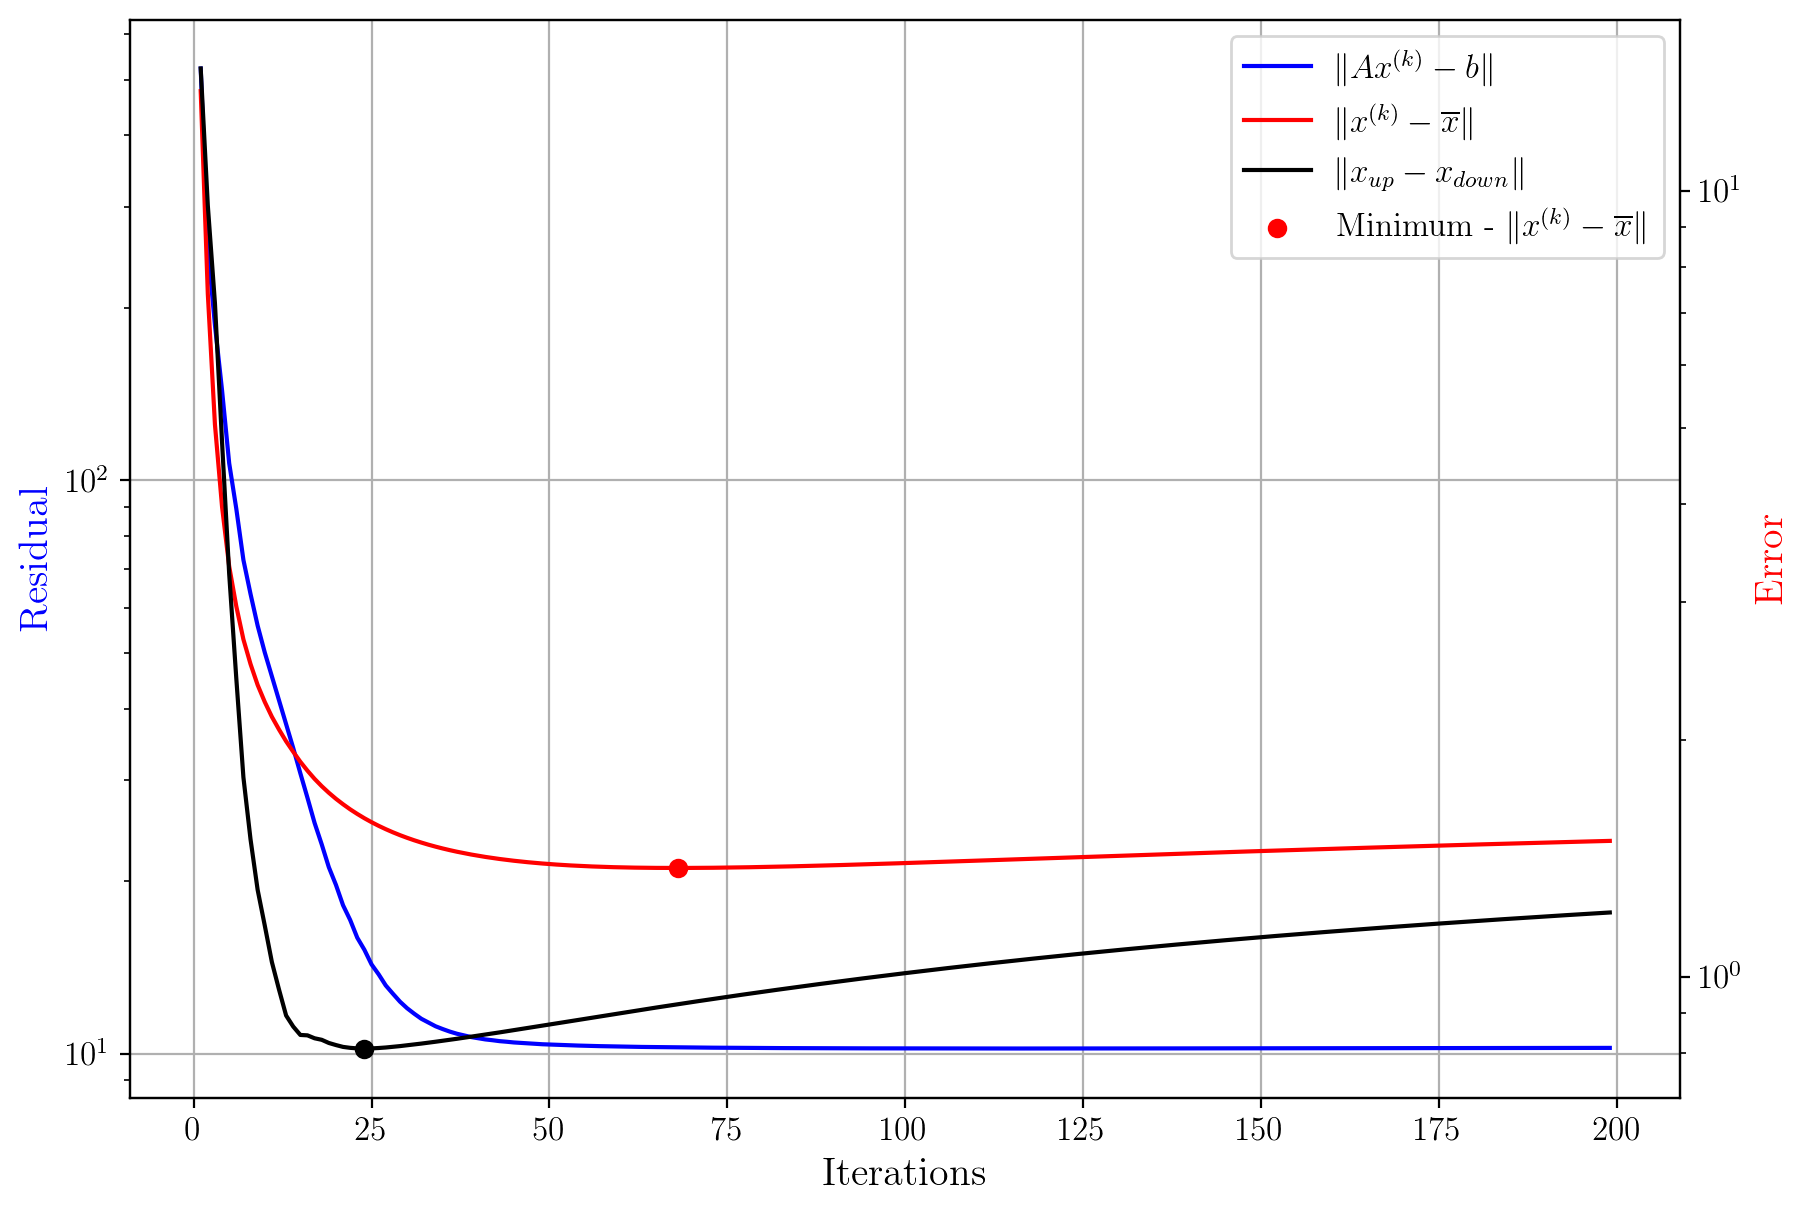 ‖Ax^(k) − b‖
‖x^(k) − x̅‖
‖x_up − x_down‖
Minimum - ‖x^(k) − x̅‖
Residual
10^2
10^1
Error
10^1
10^0
0 25 50 75 100 125 150 175 200
Iterations